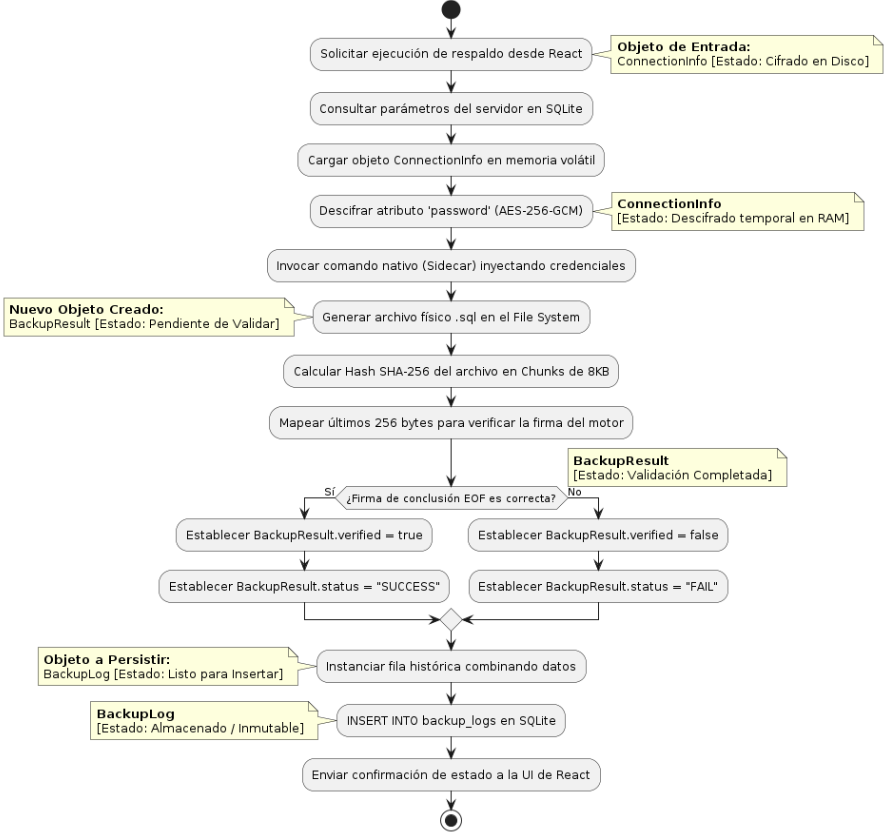 Solicitar ejecución de respaldo desde React
Objeto de Entrada:
ConnectionInfo [Estado: Cifrado en Disco]
Consultar parámetros del servidor en SQLite
Cargar objeto ConnectionInfo en memoria volátil
Descifrar atributo 'password' (AES-256-GCM)
ConnectionInfo
[Estado: Descifrado temporal en RAM]
Invocar comando nativo (Sidecar) inyectando credenciales
Nuevo Objeto Creado:
BackupResult [Estado: Pendiente de Validar]
Generar archivo físico .sql en el File System
Calcular Hash SHA-256 del archivo en Chunks de 8KB
Mapear últimos 256 bytes para verificar la firma del motor
BackupResult
[Estado: Validación Completada]
Sí
¿Firma de conclusión EOF es correcta?
No
Establecer BackupResult.verified = true
Establecer BackupResult.verified = false
Establecer BackupResult.status = "SUCCESS"
Establecer BackupResult.status = "FAIL"
Objeto a Persistir:
BackupLog [Estado: Listo para Insertar]
Instanciar fila histórica combinando datos
BackupLog
[Estado: Almacenado / Inmutable]
INSERT INTO backup_logs en SQLite
Enviar confirmación de estado a la UI de React